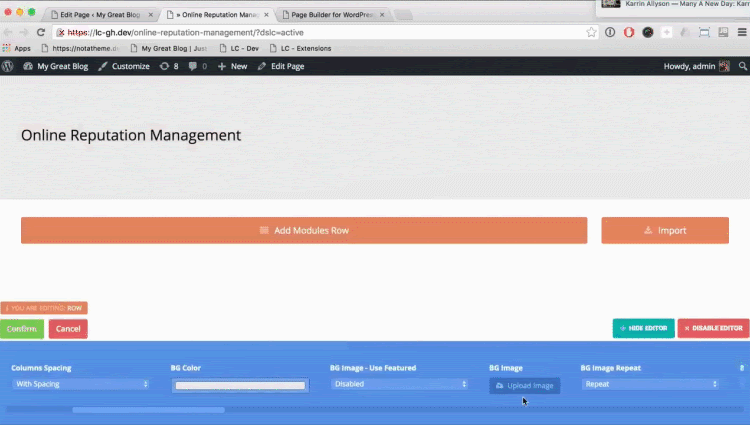 Karrin Allyson — Many A New Day: Karr
Edit Page ‹ My Great Blog
» Online Reputation Manag
Page Builder for WordPres
https://lc-gh.dev/online-reputation-management/?dslc=active
Apps
https://notatheme.d
My Great Blog | Just
LC - Dev
LC - Extensions
My Great Blog
Customize
8
0
+ New
Edit Page
Howdy, admin
Online Reputation Management
Add Modules Row
Import
YOU ARE EDITING: ROW
Confirm
Cancel
HIDE EDITOR
DISABLE EDITOR
Columns Spacing
BG Color
BG Image - Use Featured
BG Image
BG Image Repeat
With Spacing
Disabled
Upload Image
Repeat